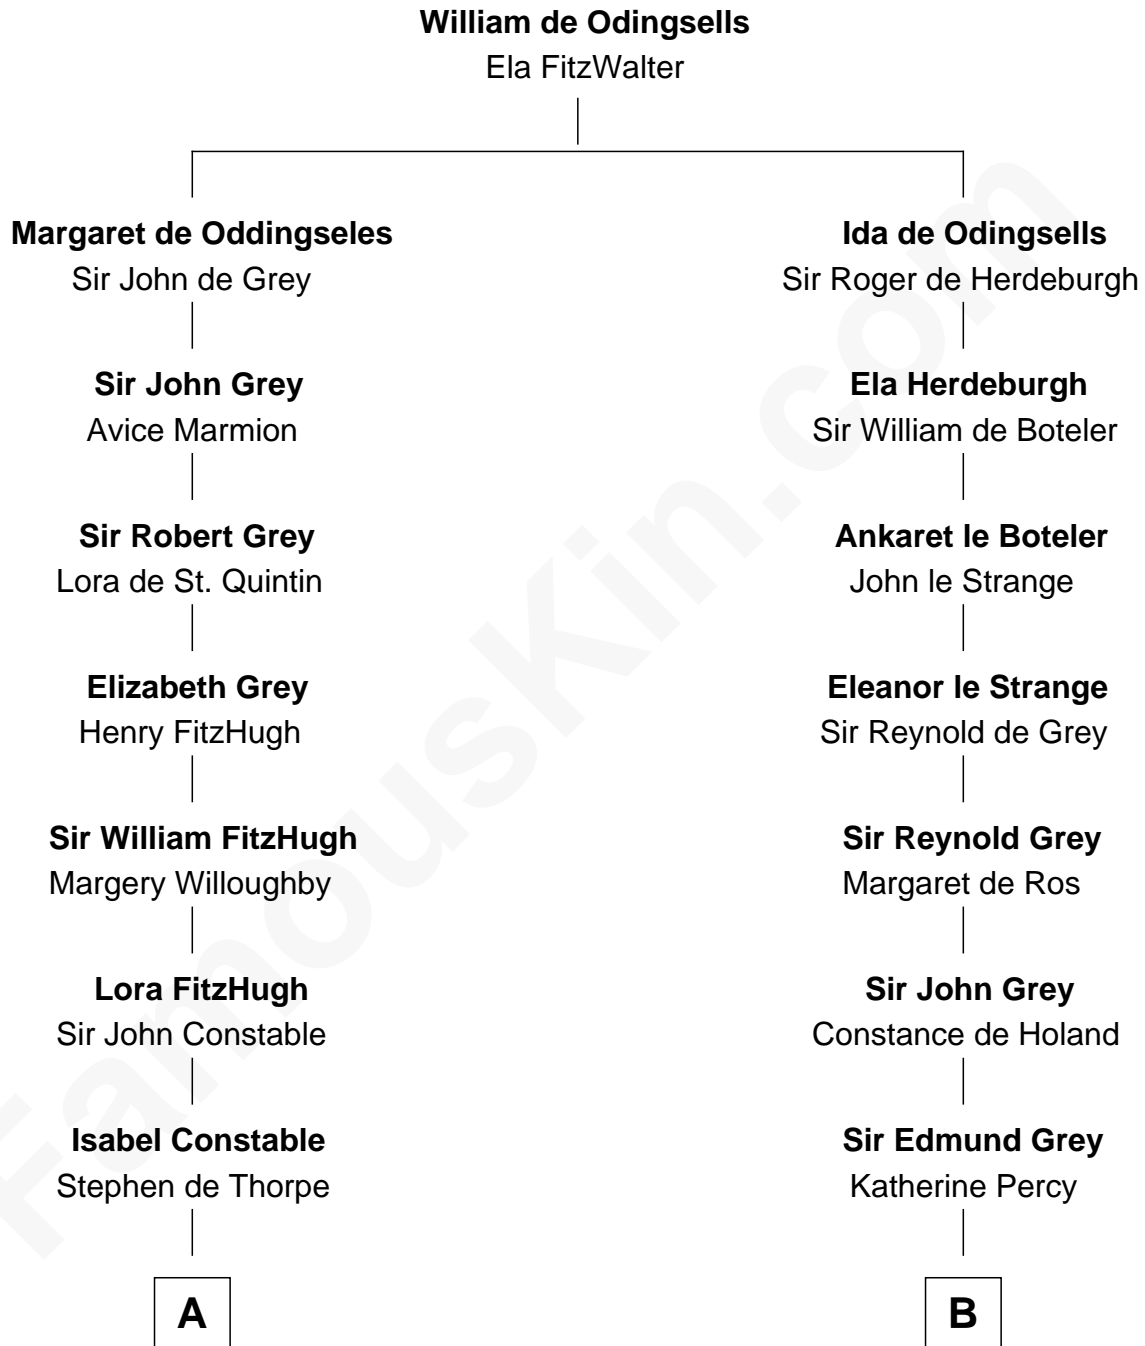 William de Odingsells
Ela FitzWalter
Margaret de Oddingseles
Sir John de Grey
Sir John Grey
Avice Marmion
Sir Robert Grey
Lora de St. Quintin
Elizabeth Grey
Henry FitzHugh
Sir William FitzHugh
Margery Willoughby
Lora FitzHugh
Sir John Constable
Isabel Constable
Stephen de Thorpe
A
Ida de Odingsells
Sir Roger de Herdeburgh
Ela Herdeburgh
Sir William de Boteler
Ankaret le Boteler
John le Strange
Eleanor le Strange
Sir Reynold de Grey
Sir Reynold Grey
Margaret de Ros
Sir John Grey
Constance de Holand
Sir Edmund Grey
Katherine Percy
B
FamousKin.com